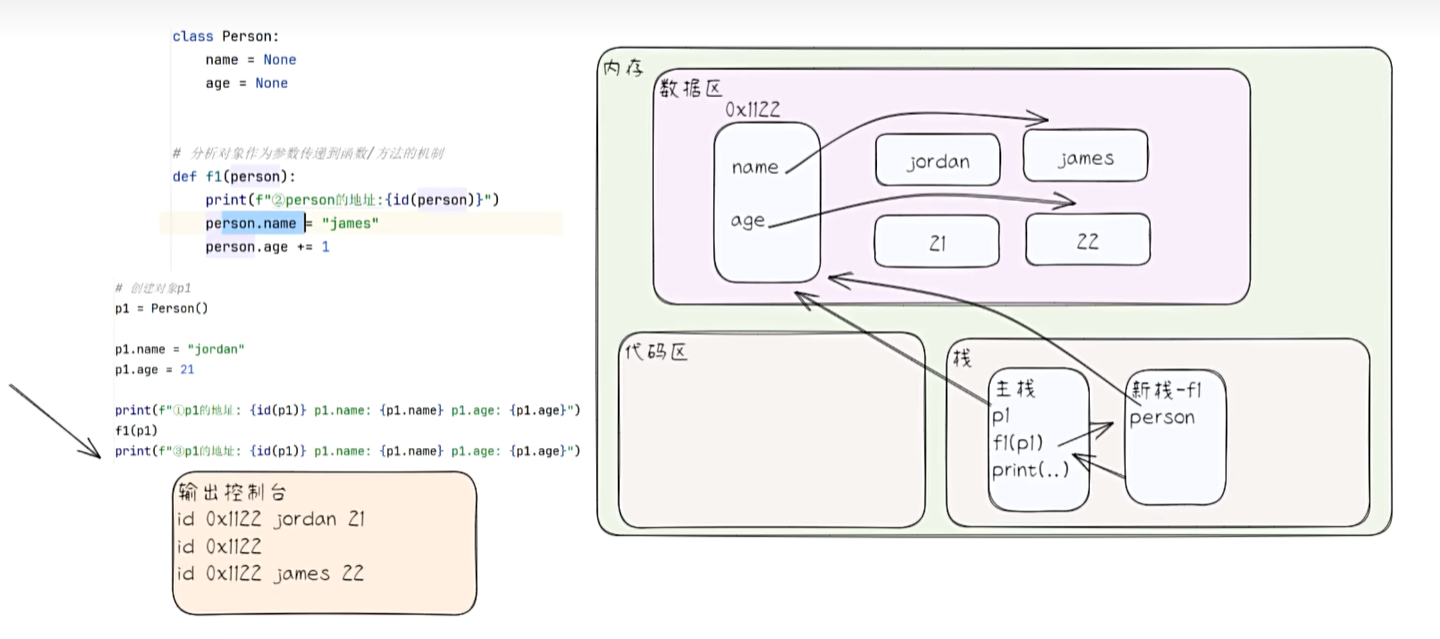 class Person:
name = None
age = None
# 分析对象作为参数传递到函数/方法的机制
def f1(person):
print(f"②person的地址:{id(person)}")
person.name = "james"
person.age += 1
# 创建对象p1
p1 = Person()
p1.name = "jordan"
p1.age = 21
print(f"①p1的地址: {id(p1)} p1.name: {p1.name} p1.age: {p1.age}")
f1(p1)
print(f"③p1的地址: {id(p1)} p1.name: {p1.name} p1.age: {p1.age}")
输出控制台
id 0x1122 jordan 21
id 0x1122
id 0x1122 james 22
内存
数据区
0x1122
name
age
jordan
james
21
22
代码区
栈
主栈
p1
f1(p1)
print(..)
新栈-f1
person